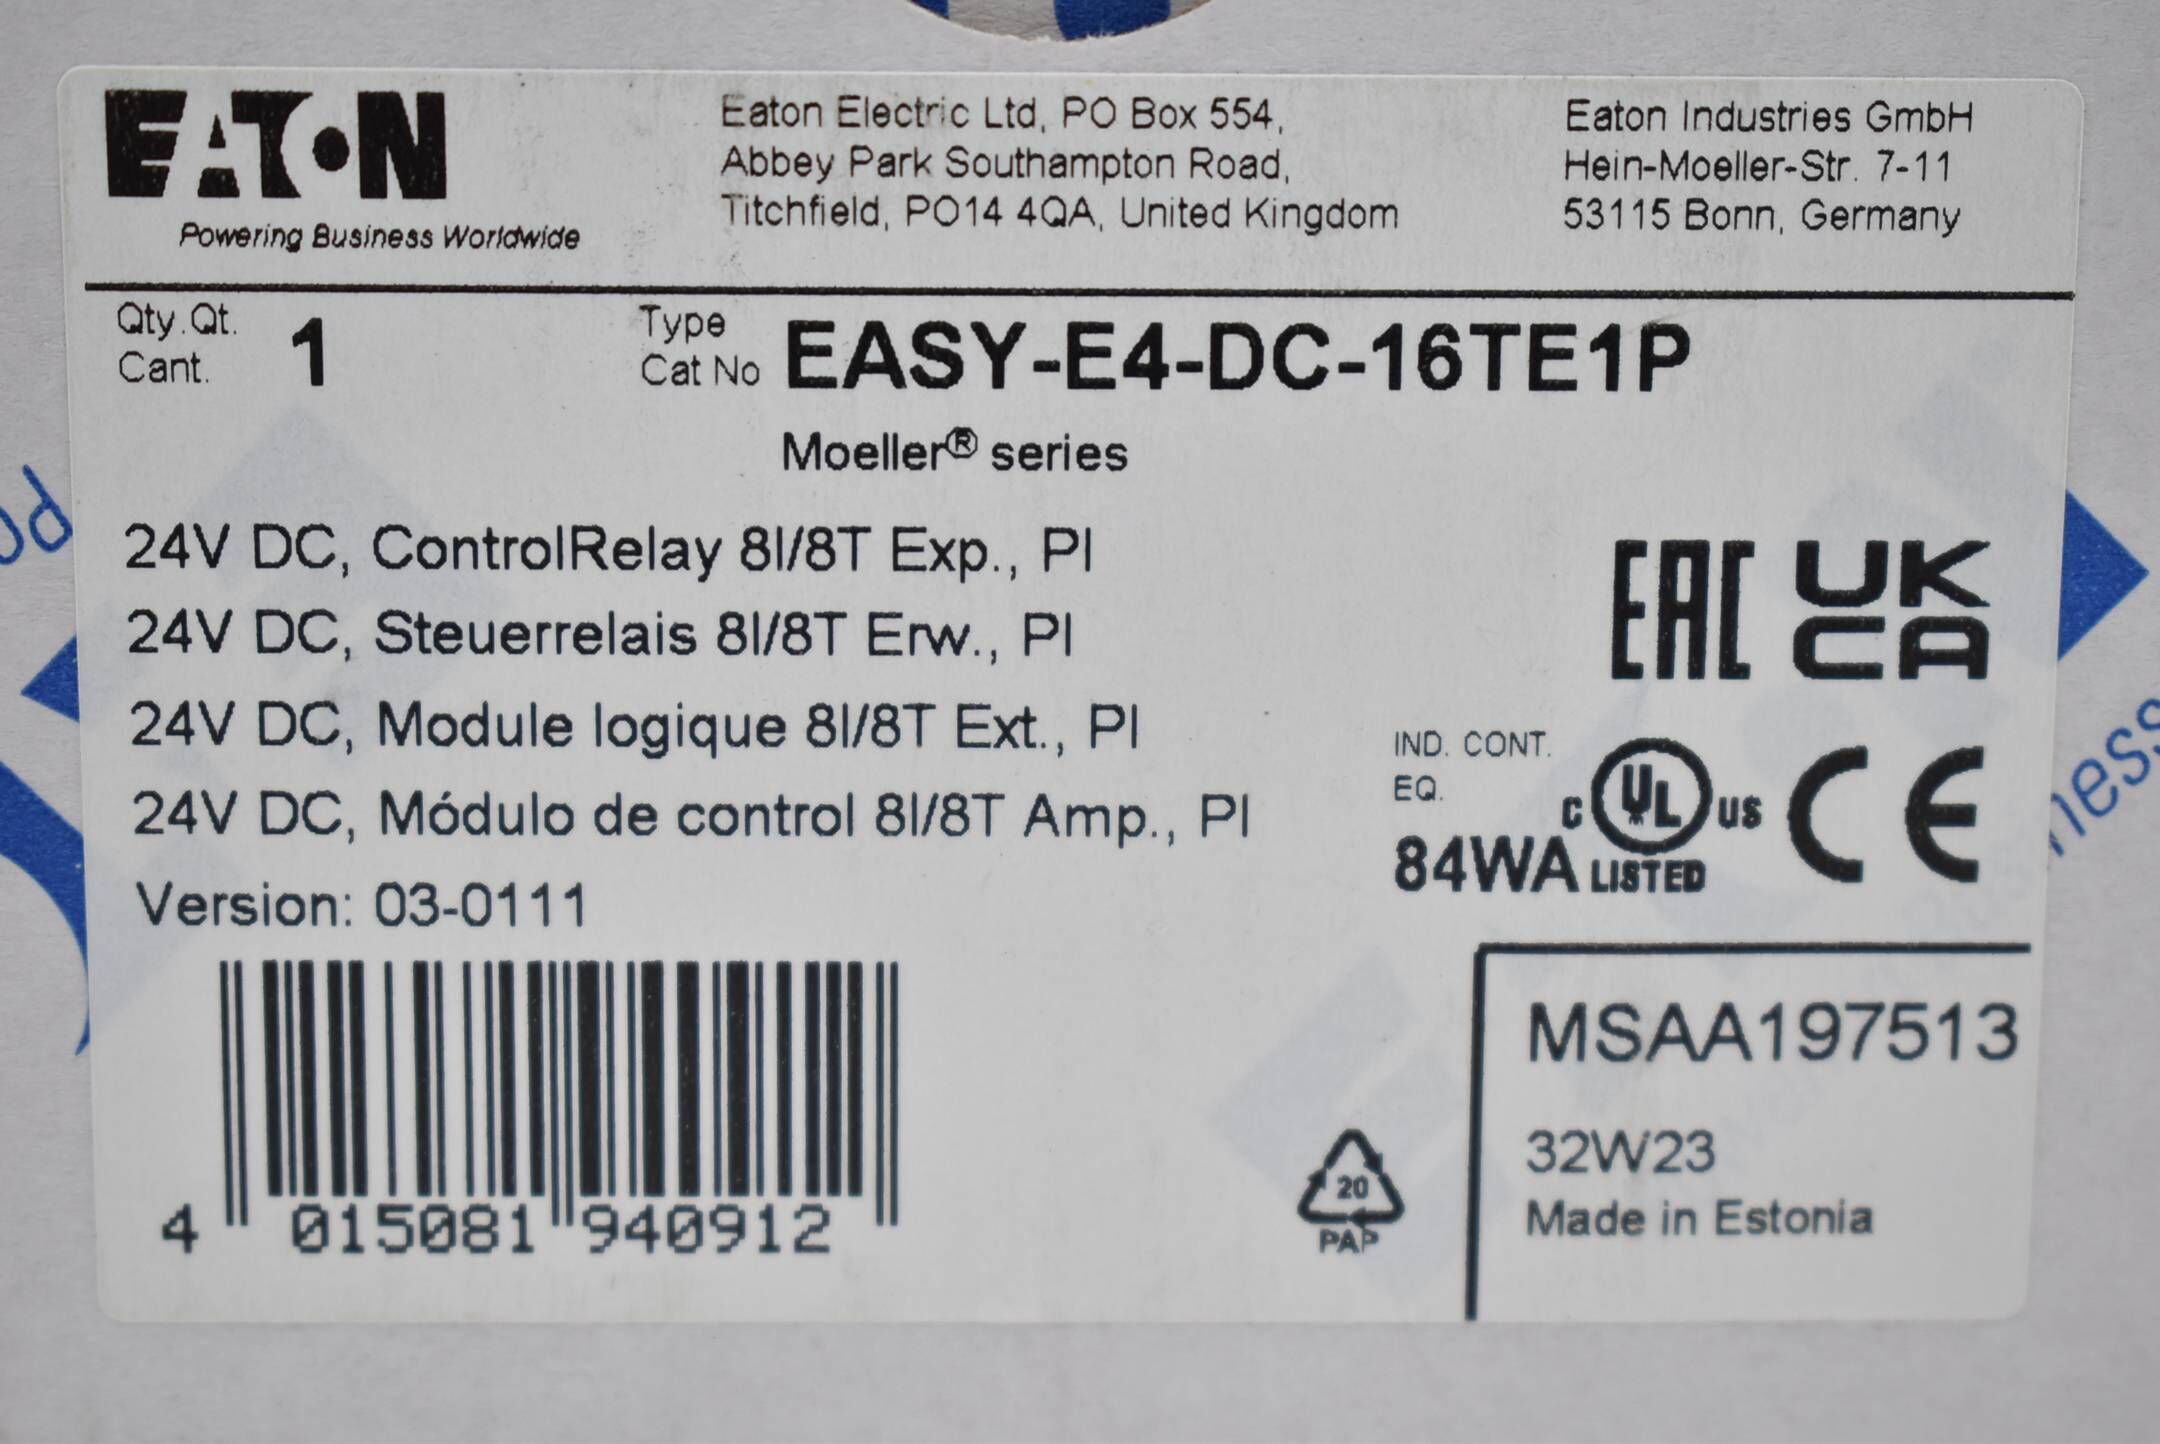 EATON
Powering Business Worldwide
Eaton Electric Ltd, PO Box 554,
Abbey Park Southampton Road,
Titchfield, PO14 4QA, United Kingdom
Eaton Industries GmbH
Hein-Moeller-Str. 7-11
53115 Bonn, Germany
Qty.Qt.
Cant.
1
Type
Cat No
EASY-E4-DC-16TE1P
Moeller® series
24V DC, ControlRelay 8I/8T Exp., PI
24V DC, Steuerrelais 8I/8T Erw., PI
24V DC, Module logique 8I/8T Ext., PI
24V DC, Módulo de control 8I/8T Amp., PI
Version: 03-0111
EAC
UK
CA
IND. CONT.
EQ.
84WA
C UL US
LISTED
CE
4 015081 940912
20
PAP
MSAA197513
32W23
Made in Estonia